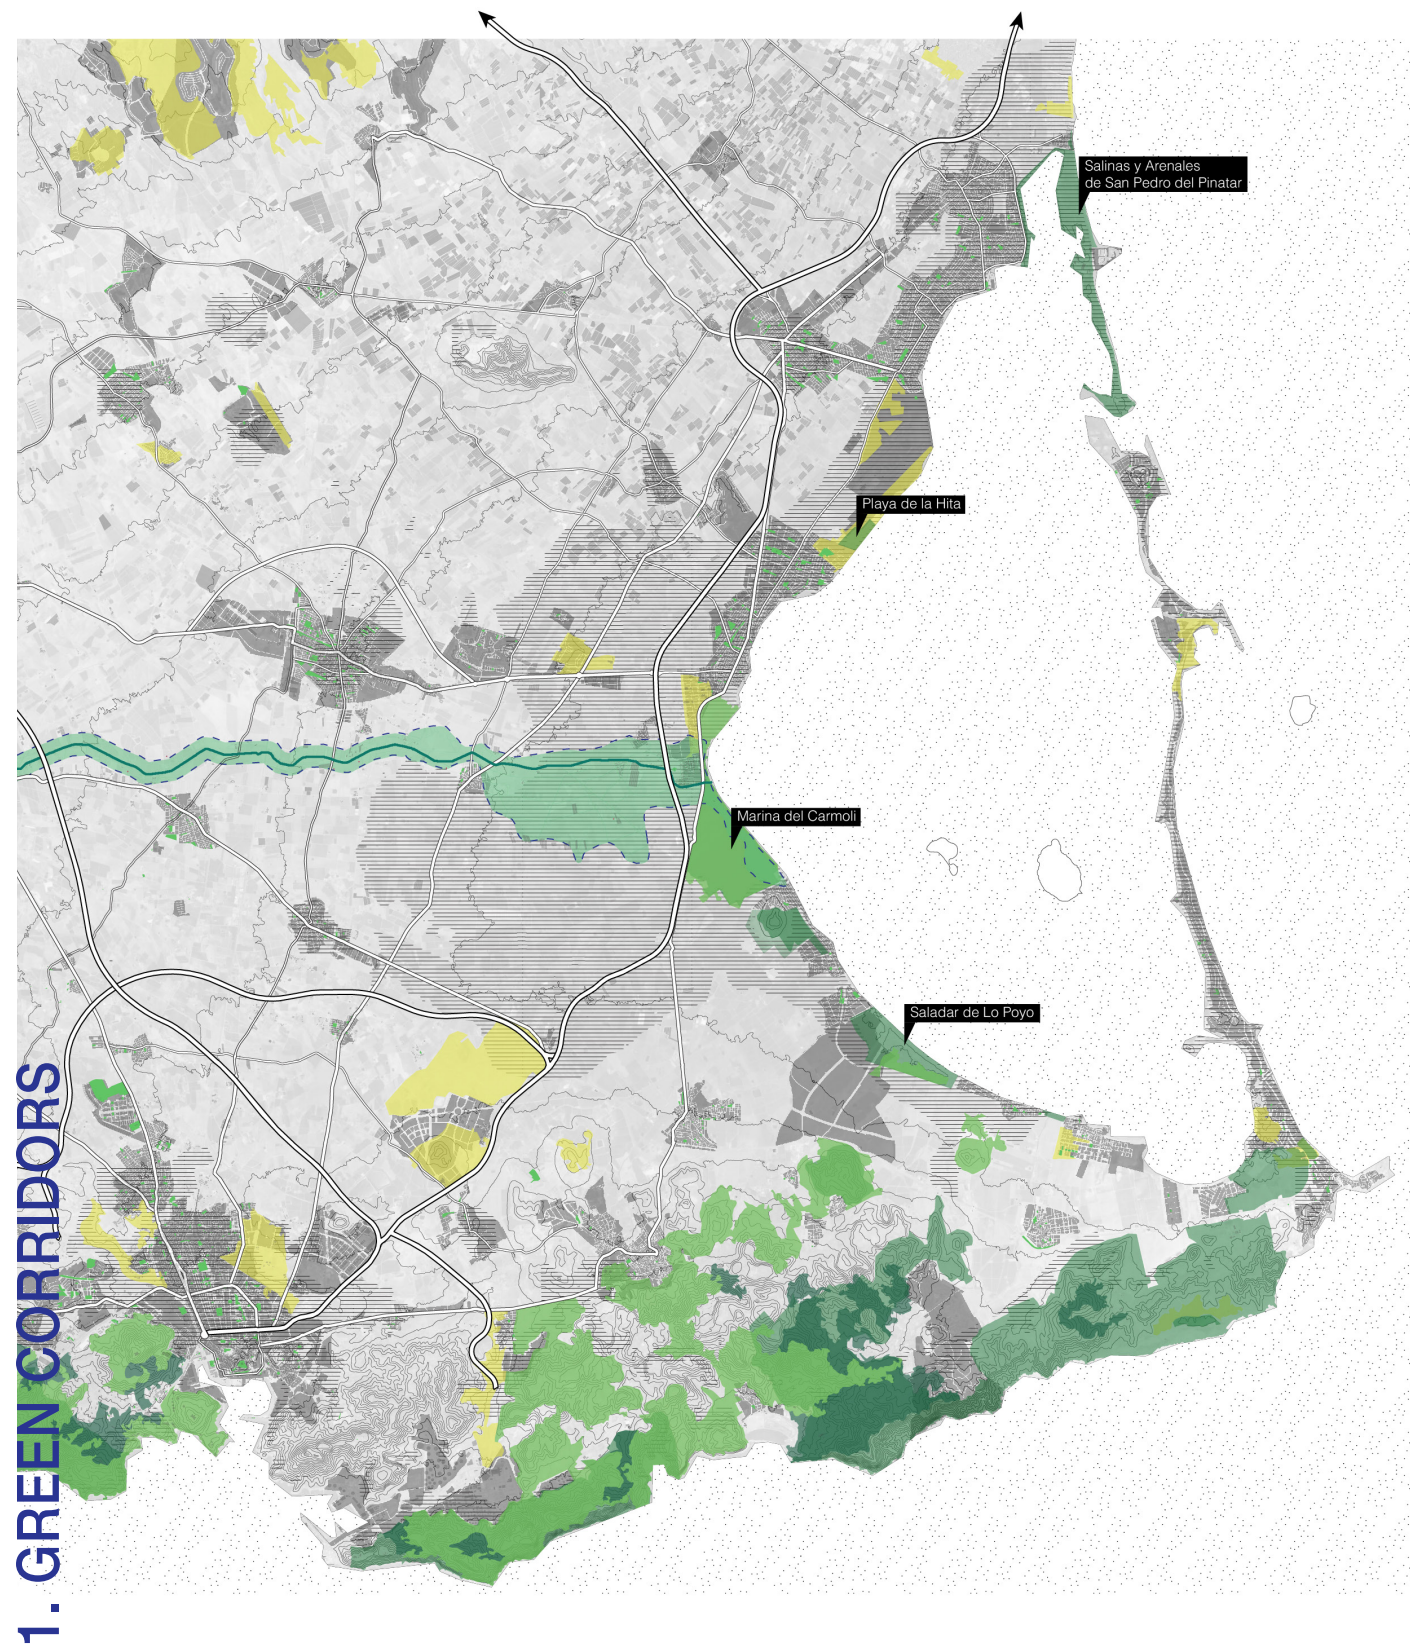 Salinas y Arenales
de San Pedro del Pinatar
Playa de la Hita
Marina del Carmoli
Saladar de Lo Poyo
1. GREEN CORRIDORS